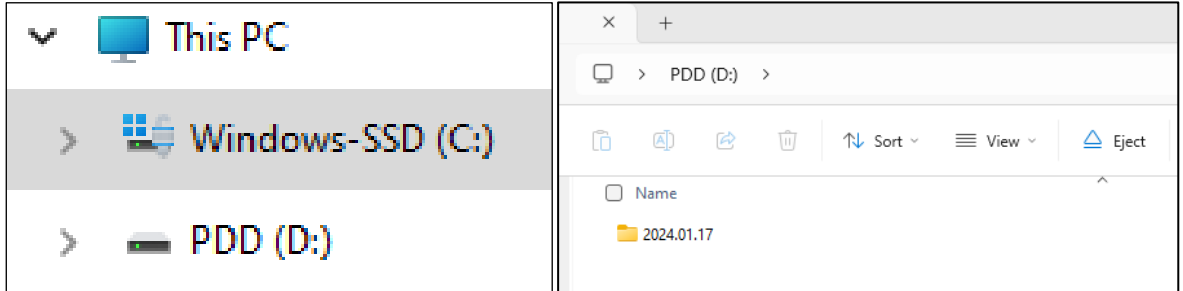 This PC
Windows-SSD (C:)
PDD (D:)
PDD (D:)
Sort View Eject
Name
2024.01.17